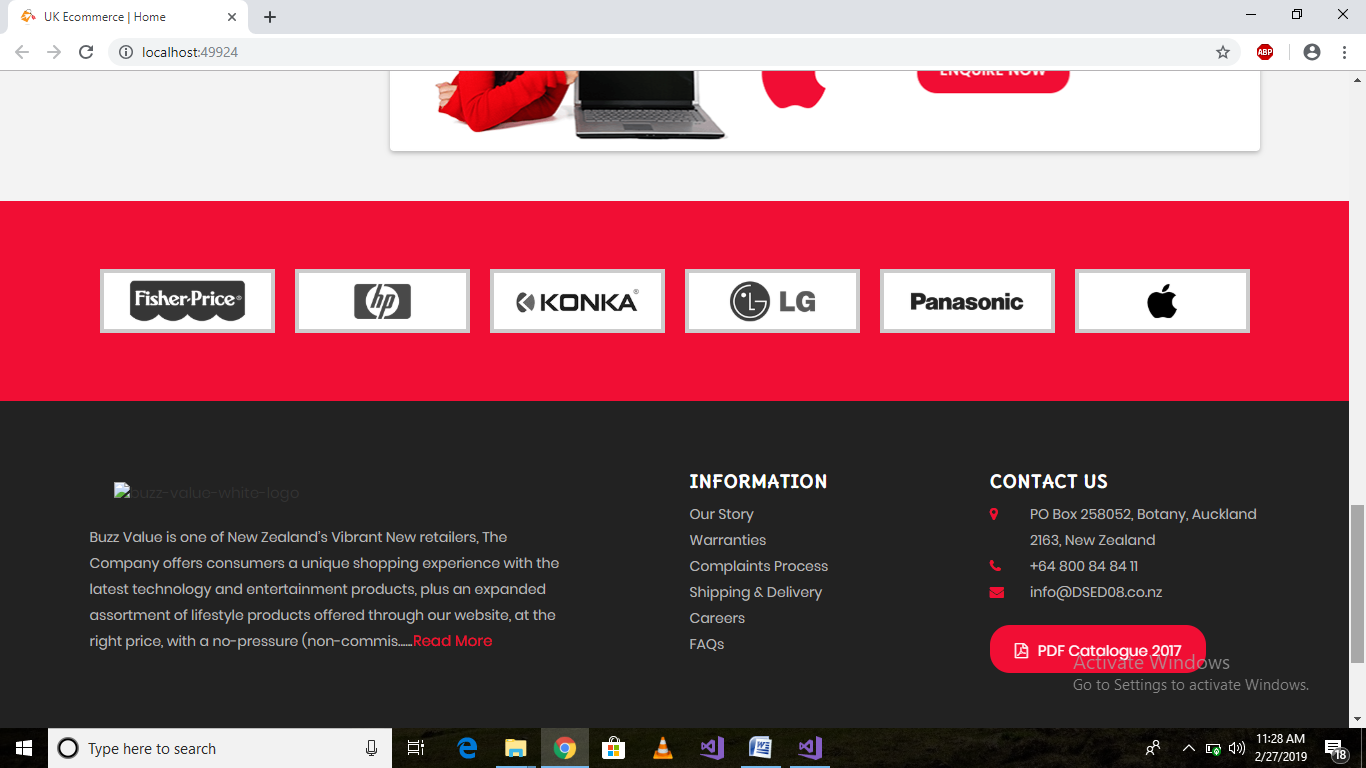 UK Ecommerce | Home
localhost:49924
ABP
ENQUIRE NOW
Fisher-Price®
hp
KONKA®
LG
Panasonic
buzz-value-white-logo
Buzz Value is one of New Zealand's Vibrant New retailers, The
Company offers consumers a unique shopping experience with the
latest technology and entertainment products, plus an expanded
assortment of lifestyle products offered through our website, at the
right price, with a no-pressure (non-commis......Read More
INFORMATION
Our Story
Warranties
Complaints Process
Shipping & Delivery
Careers
FAQs
CONTACT US
PO Box 258052, Botany, Auckland
2163, New Zealand
+64 800 84 84 11
info@DSED08.co.nz
PDF Catalogue 2017
Activate Windows
Go to Settings to activate Windows.
Type here to search
11:28 AM
2/27/2019
18